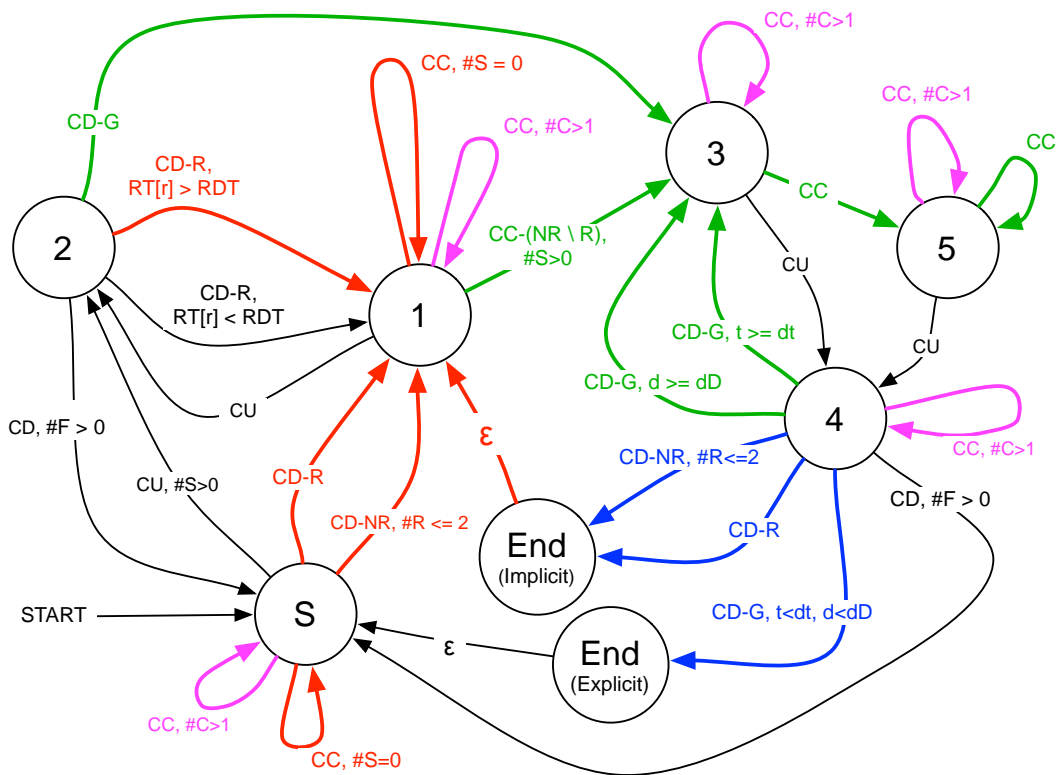 CC, #C>1
CC, #S = 0
CC, #C>1
CC, #C>1
CD-G
3
CC
CD-R,
RT[r] > RDT
CC
2
CC-(NR \ R),
#S>0
5
CU
CD-R,
RT[r] < RDT
1
CD-G, t >= dt
CU
CD-G, d >= dD
CU
4
CD, #F > 0
ε
CC, #C>1
CD-NR, #R<=2
CU, #S>0
CD-R
CD, #F > 0
CD-NR, #R <= 2
CD-R
End
(Implicit)
START
S
CD-G, t<dt, d<dD
ε
End
(Explicit)
CC, #C>1
CC, #S=0